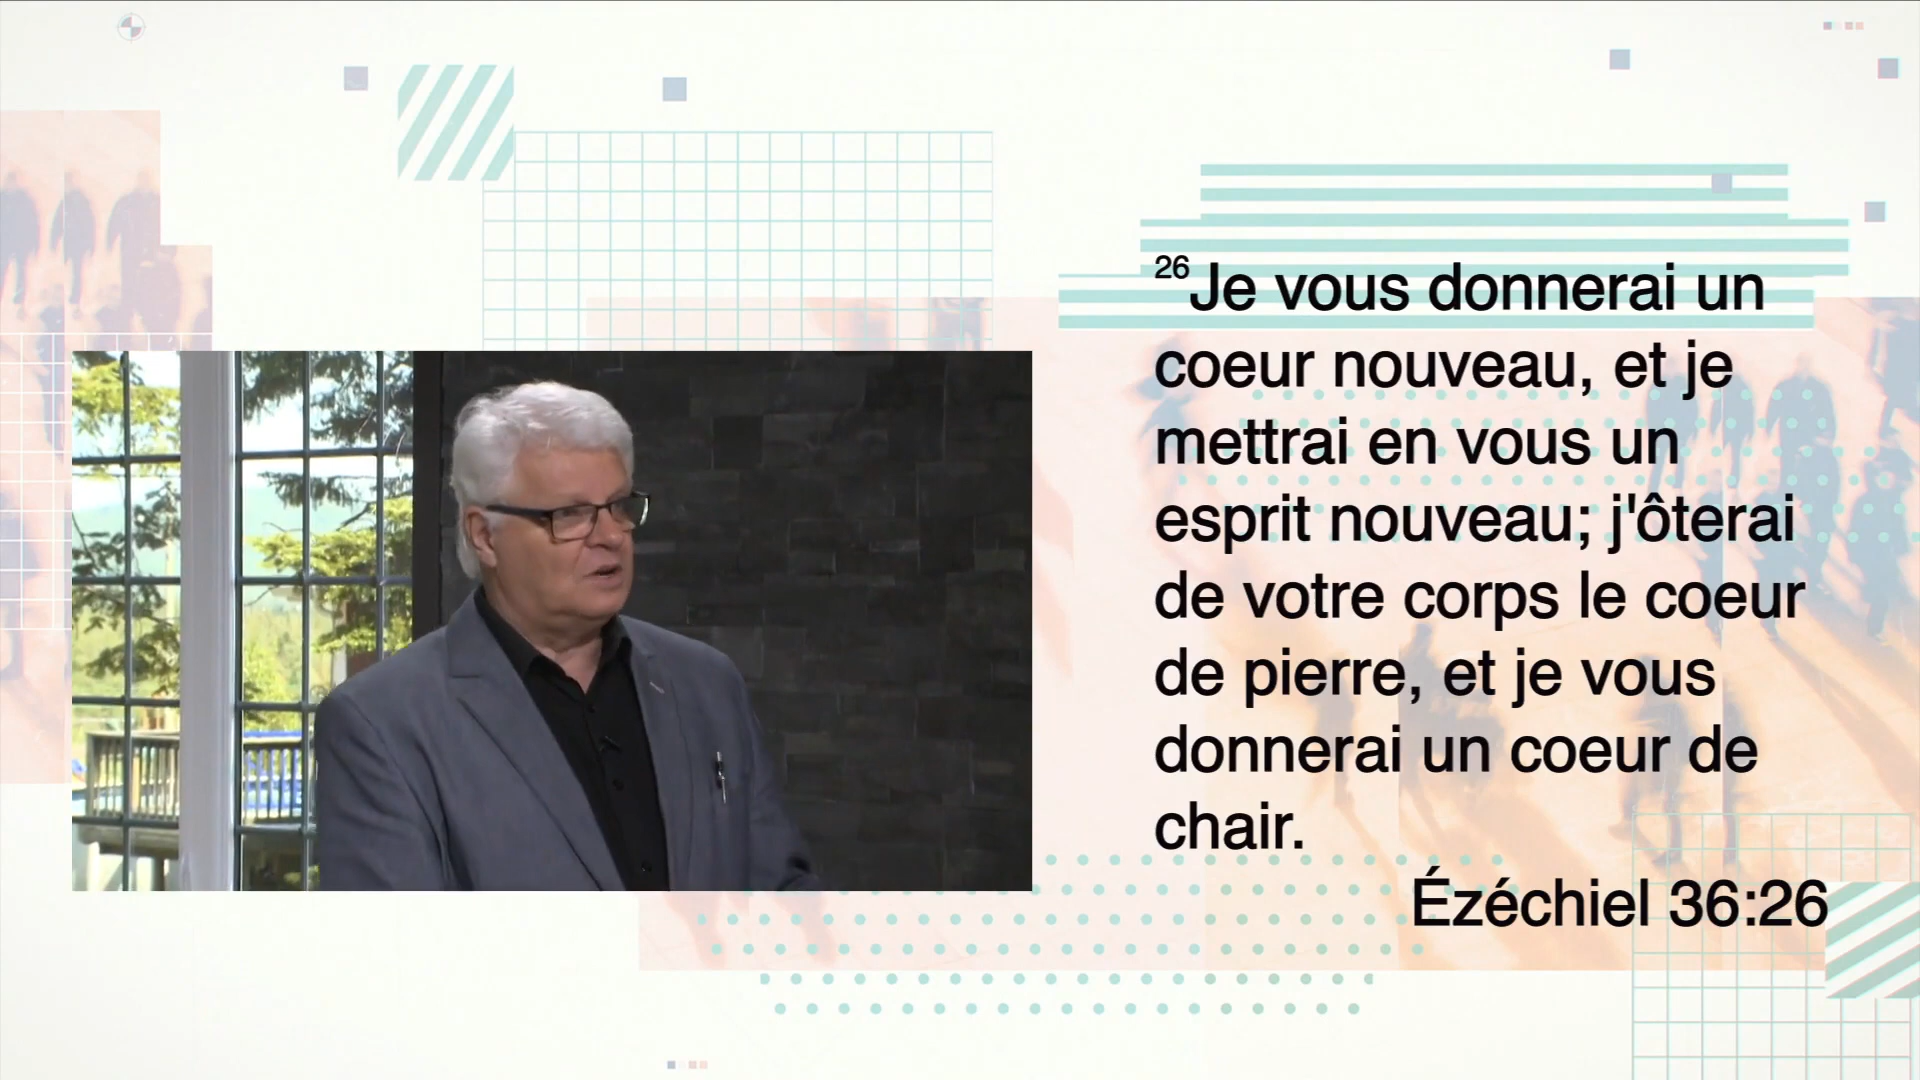 26Je vous donnerai un
coeur nouveau, et je
mettrai en vous un
esprit nouveau; j'ôterai
de votre corps le coeur
de pierre, et je vous
donnerai un coeur de
chair.
Ézéchiel 36:26